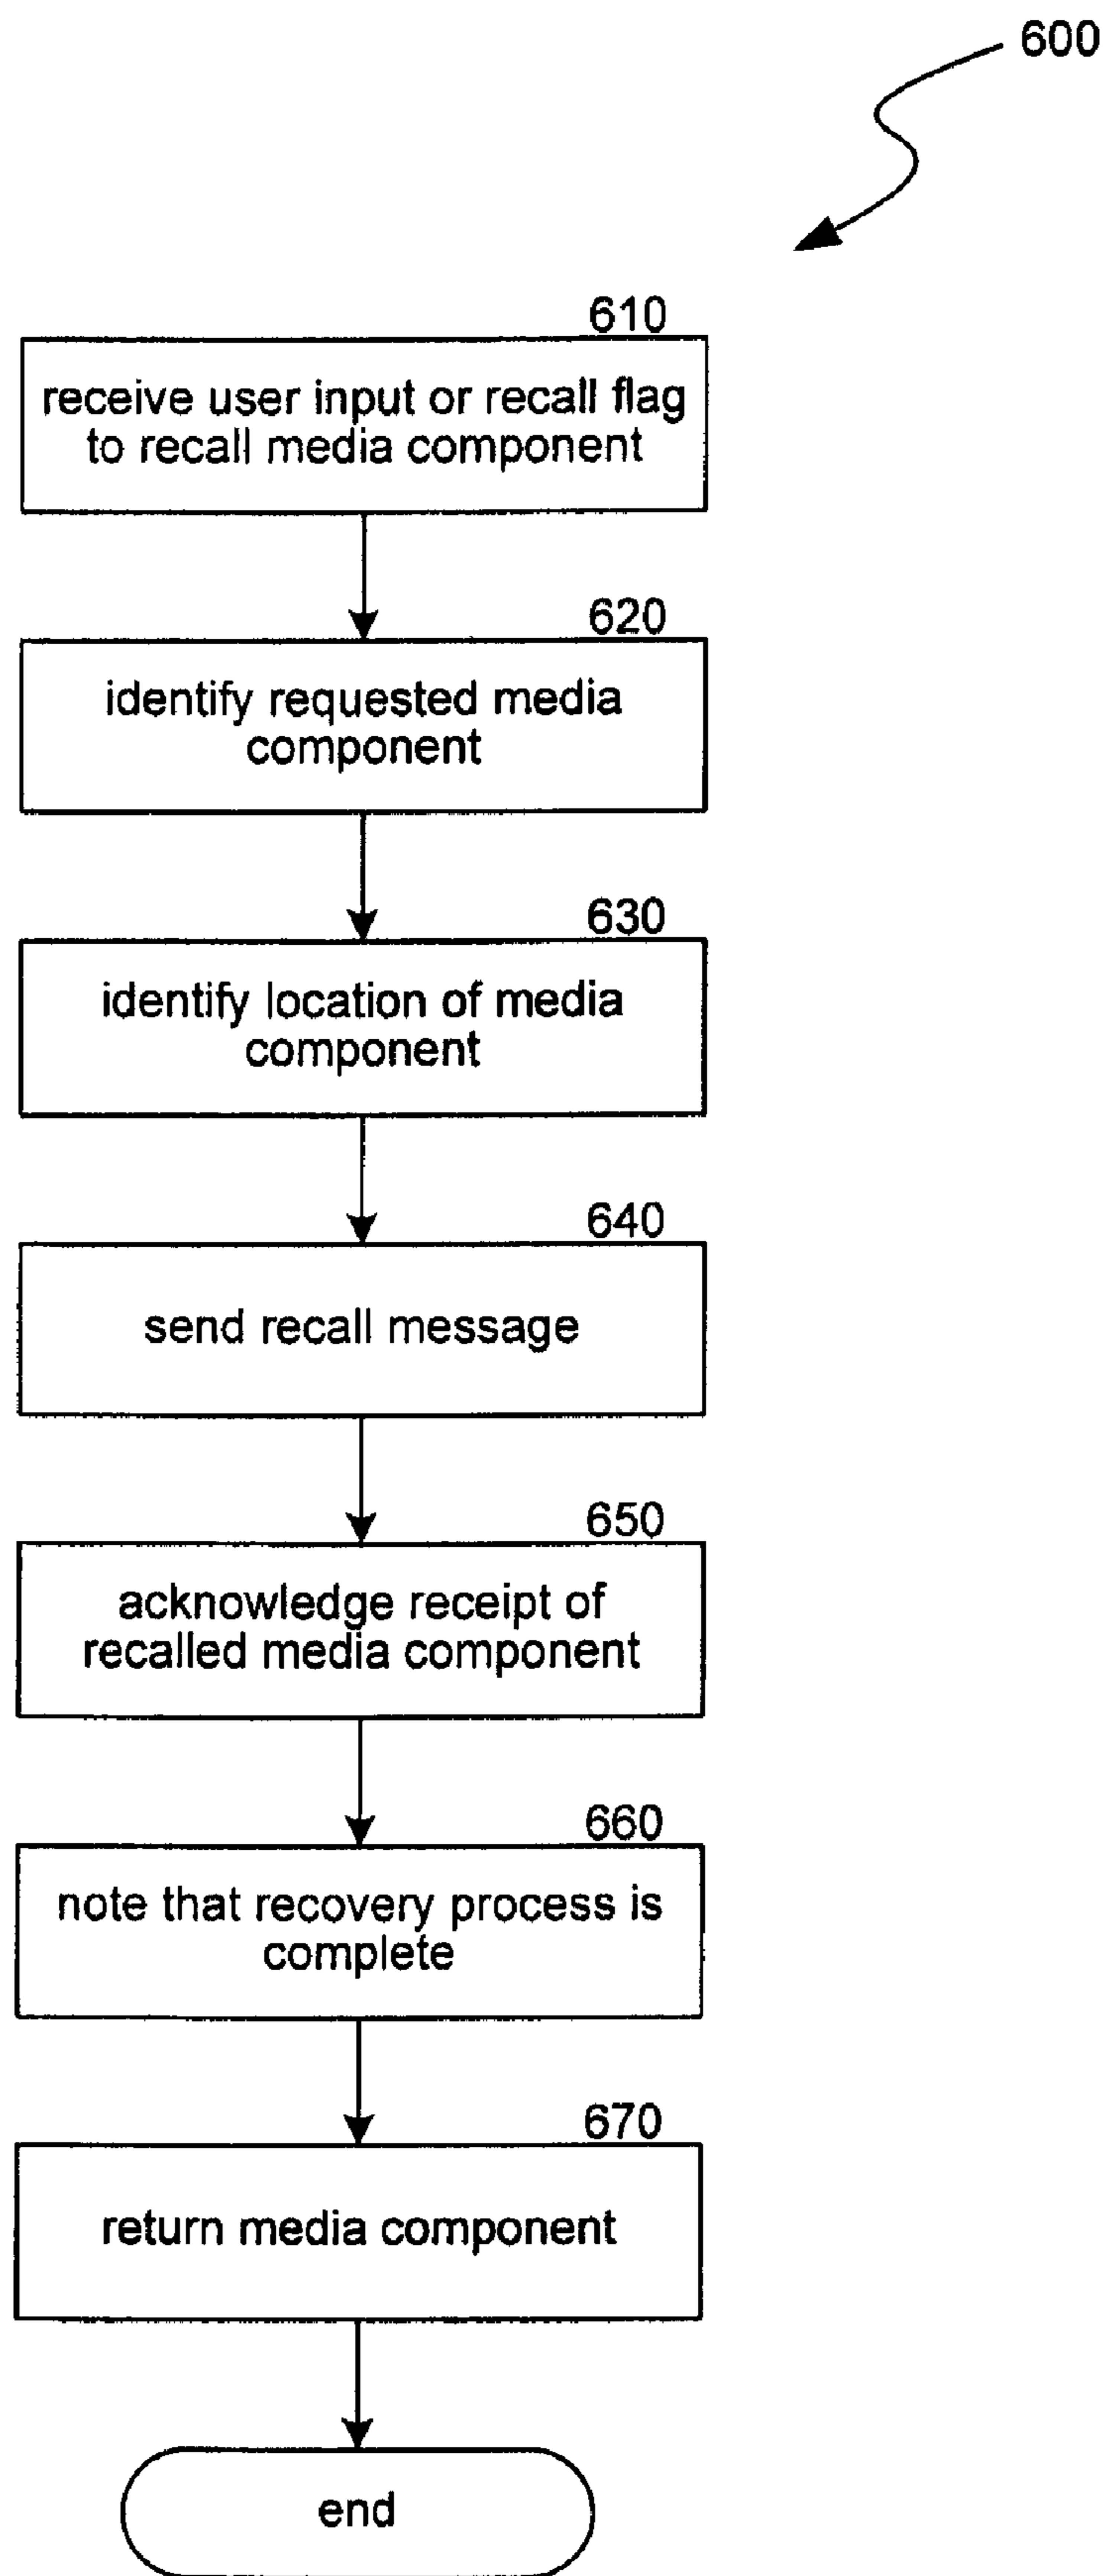 600
610
receive user input or recall flag
to recall media component
620
identify requested media
component
630
identify location of media
component
640
send recall message
650
acknowledge receipt of
recalled media component
660
note that recovery process is
complete
670
return media component
end